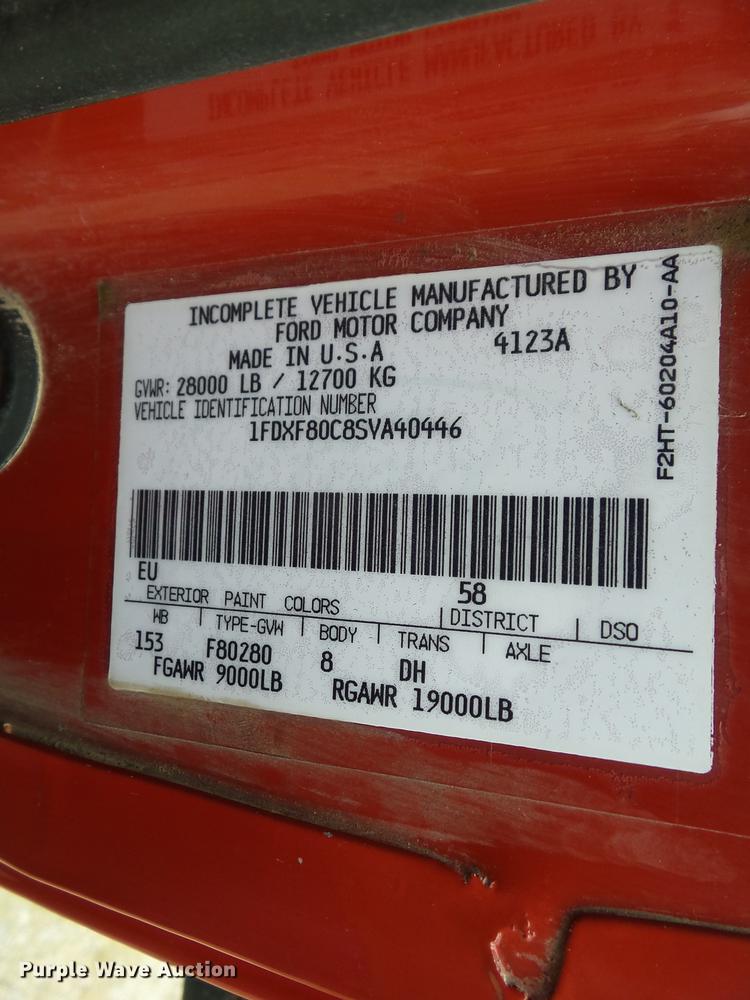 INCOMPLETE VEHICLE MANUFACTURED BY
FORD MOTOR COMPANY
MADE IN U.S.A 4123A
GVWR: 28000 LB / 12700 KG
VEHICLE IDENTIFICATION NUMBER
1FDXF80C8SVA40446
F2HT-60204A10-AA
EU 58
EXTERIOR PAINT COLORS DISTRICT DSO
WB TYPE-GVW BODY TRANS AXLE
153 F80280 8 DH
FGAWR 9000LB RGAWR 19000LB
Purple Wave Auction